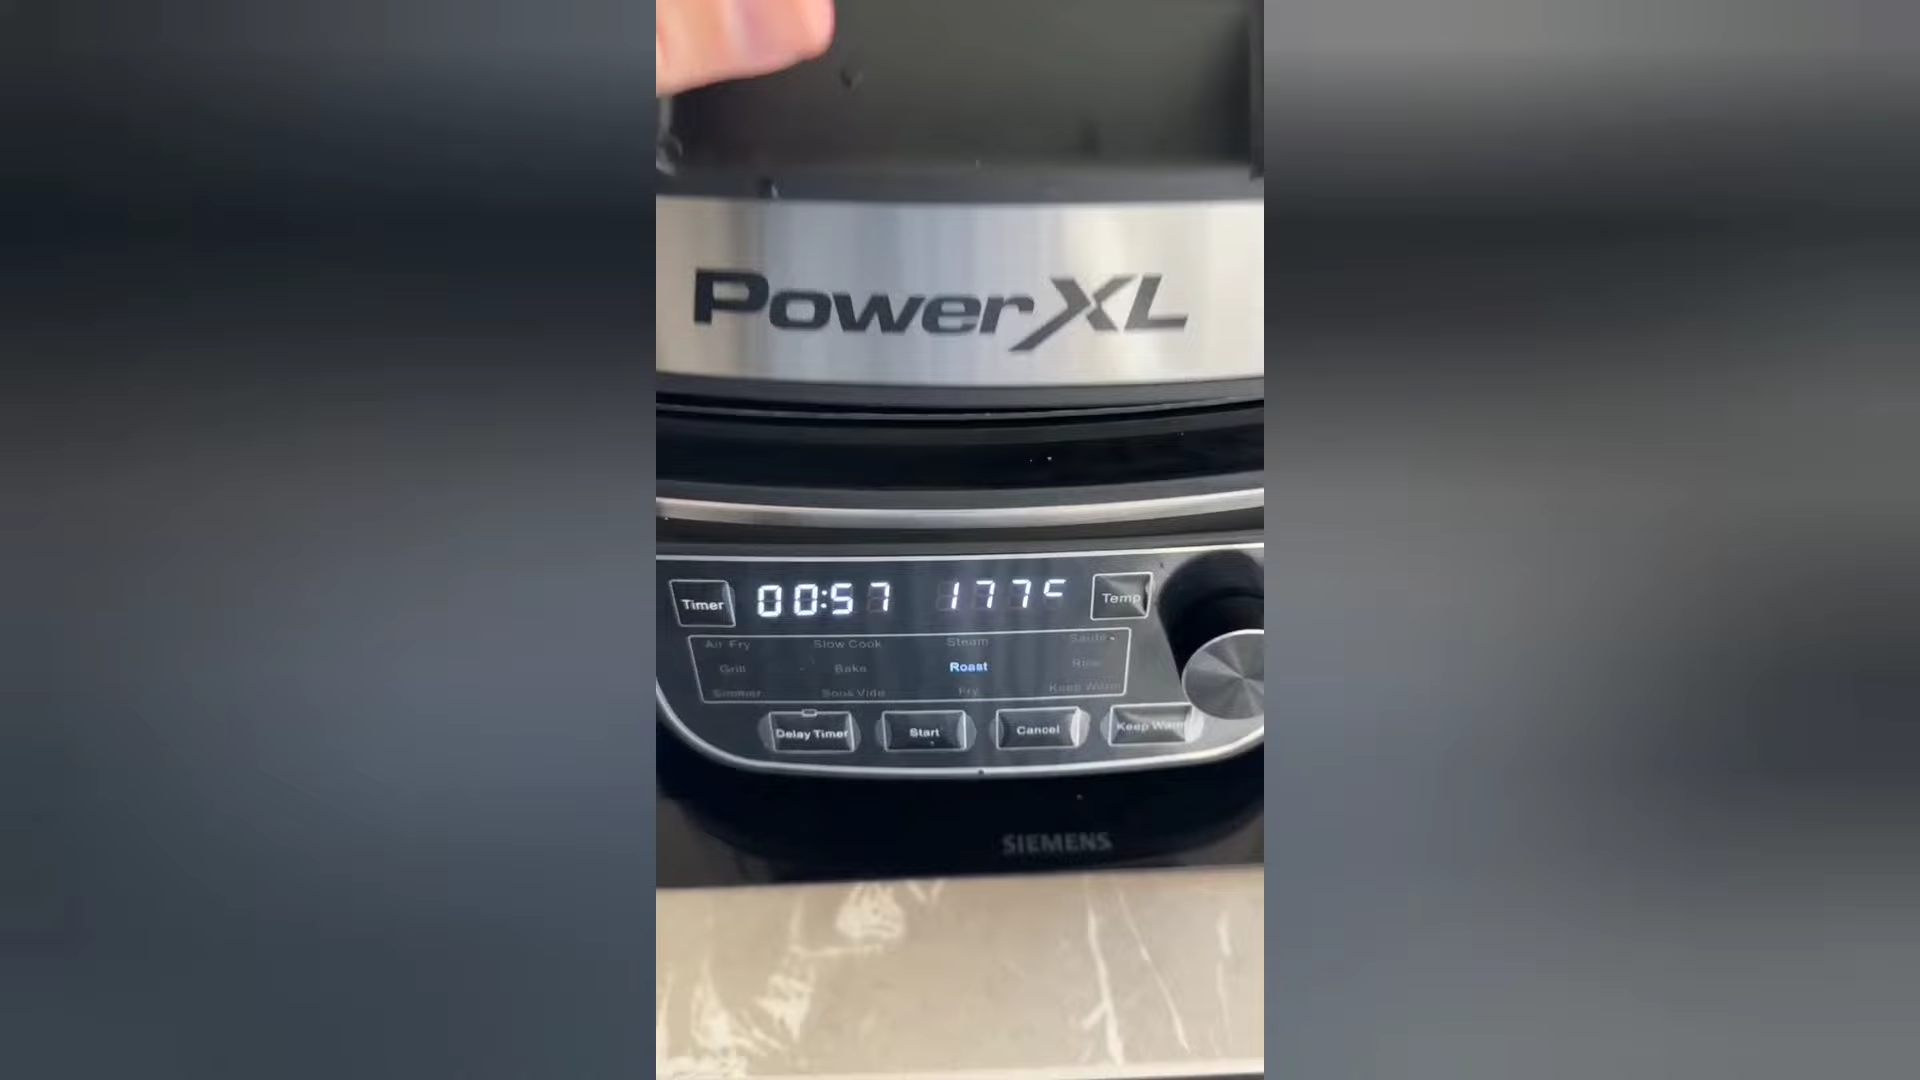 PowerXL
Timer 00:57 177c Temp
Air Fry Slow Cook Steam Sauté
Grill Bake Roast Rice
Simmer Sous Vide Fry Keep Warm
Delay Timer Start Cancel Keep Warm
SIEMENS